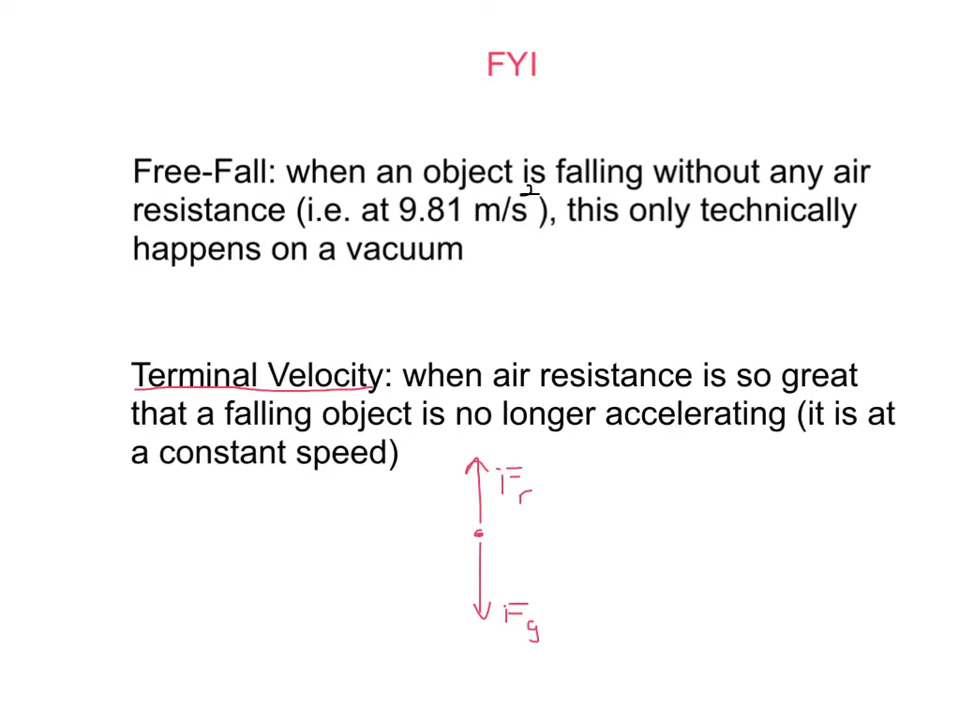 FYI
Free-Fall: when an object is falling without any air
resistance (i.e. at 9.81 m/s²), this only technically
happens on a vacuum
Terminal Velocity: when air resistance is so great
that a falling object is no longer accelerating (it is at
a constant speed)
Fr
Fg